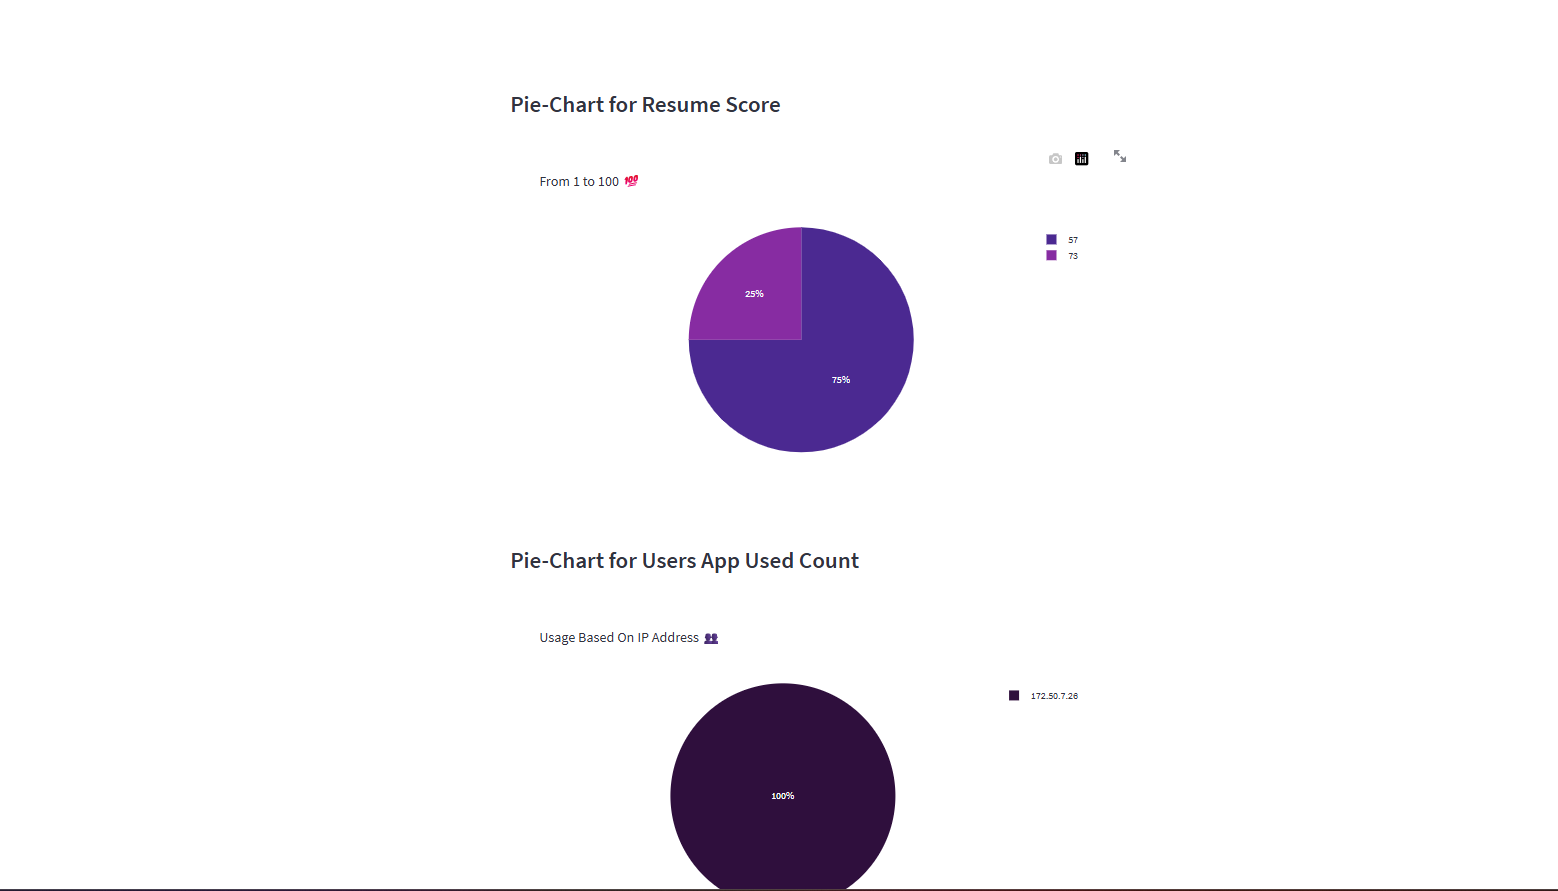 Pie-Chart for Resume Score
From 1 to 100 💯
57
73
25%
75%
Pie-Chart for Users App Used Count
Usage Based On IP Address 👥
172.50.7.26
100%